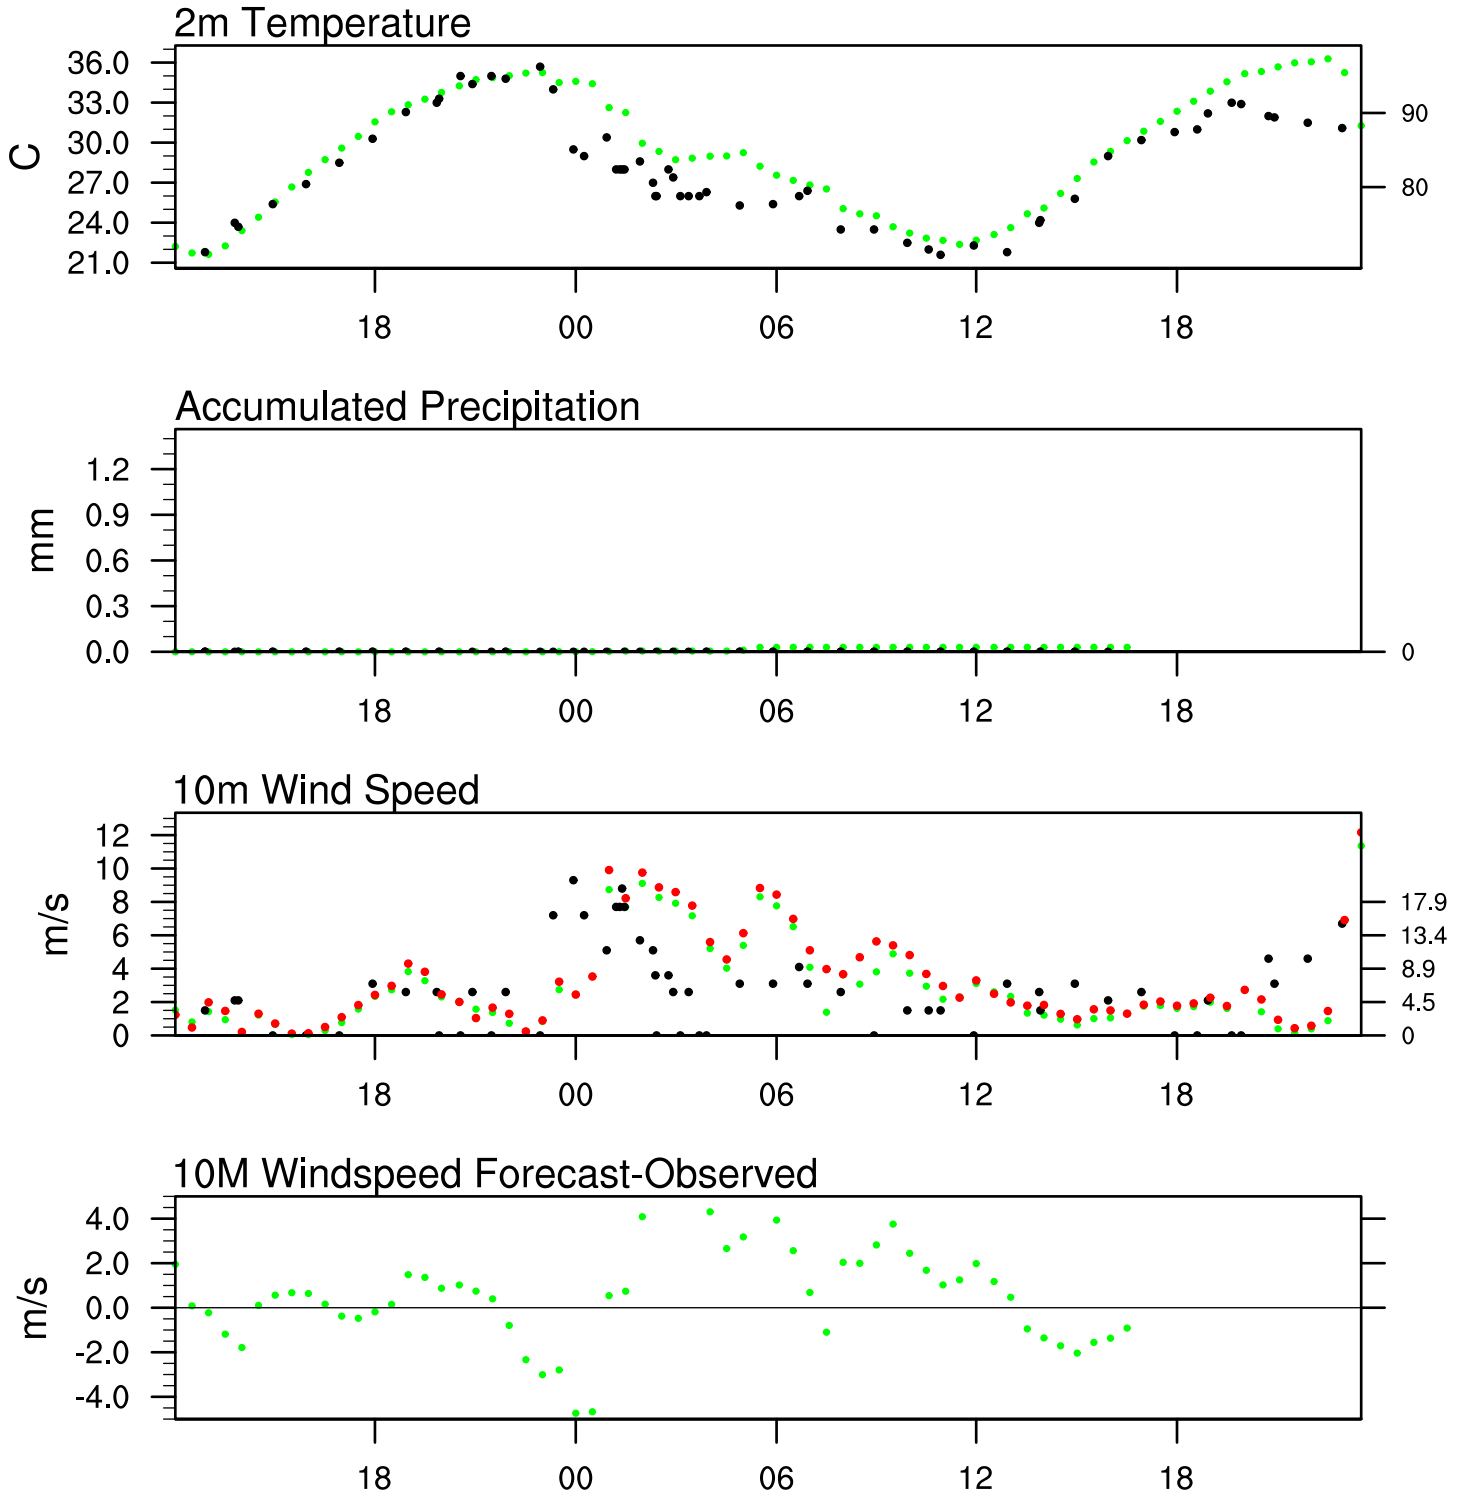 2m Temperature
36.0
33.0
30.0
27.0
24.0
21.0
C
90
80
18 00 06 12 18
Accumulated Precipitation
1.2
0.9
0.6
0.3
0.0
mm
0
18 00 06 12 18
10m Wind Speed
12
10
8
6
4
2
0
m/s
17.9
13.4
8.9
4.5
0
18 00 06 12 18
10M Windspeed Forecast-Observed
4.0
2.0
0.0
-2.0
-4.0
m/s
18 00 06 12 18